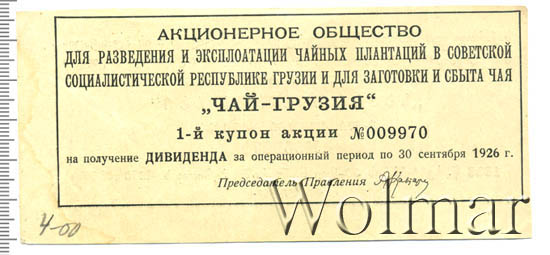 АКЦИОНЕРНОЕ ОБЩЕСТВО
ДЛЯ РАЗВЕДЕНИЯ И ЭКСПЛОАТАЦИИ ЧАЙНЫХ ПЛАНТАЦИЙ В СОВЕТСКОЙ
СОЦИАЛИСТИЧЕСКОЙ РЕСПУБЛИКЕ ГРУЗИИ И ДЛЯ ЗАГОТОВКИ И СБЫТА ЧАЯ
„ЧАЙ-ГРУЗИЯ“
1-й купон акции №009970
на получение ДИВИДЕНДА за операционный период по 30 сентября 1926 г.
Председатель Правления
4-00
Wolmar